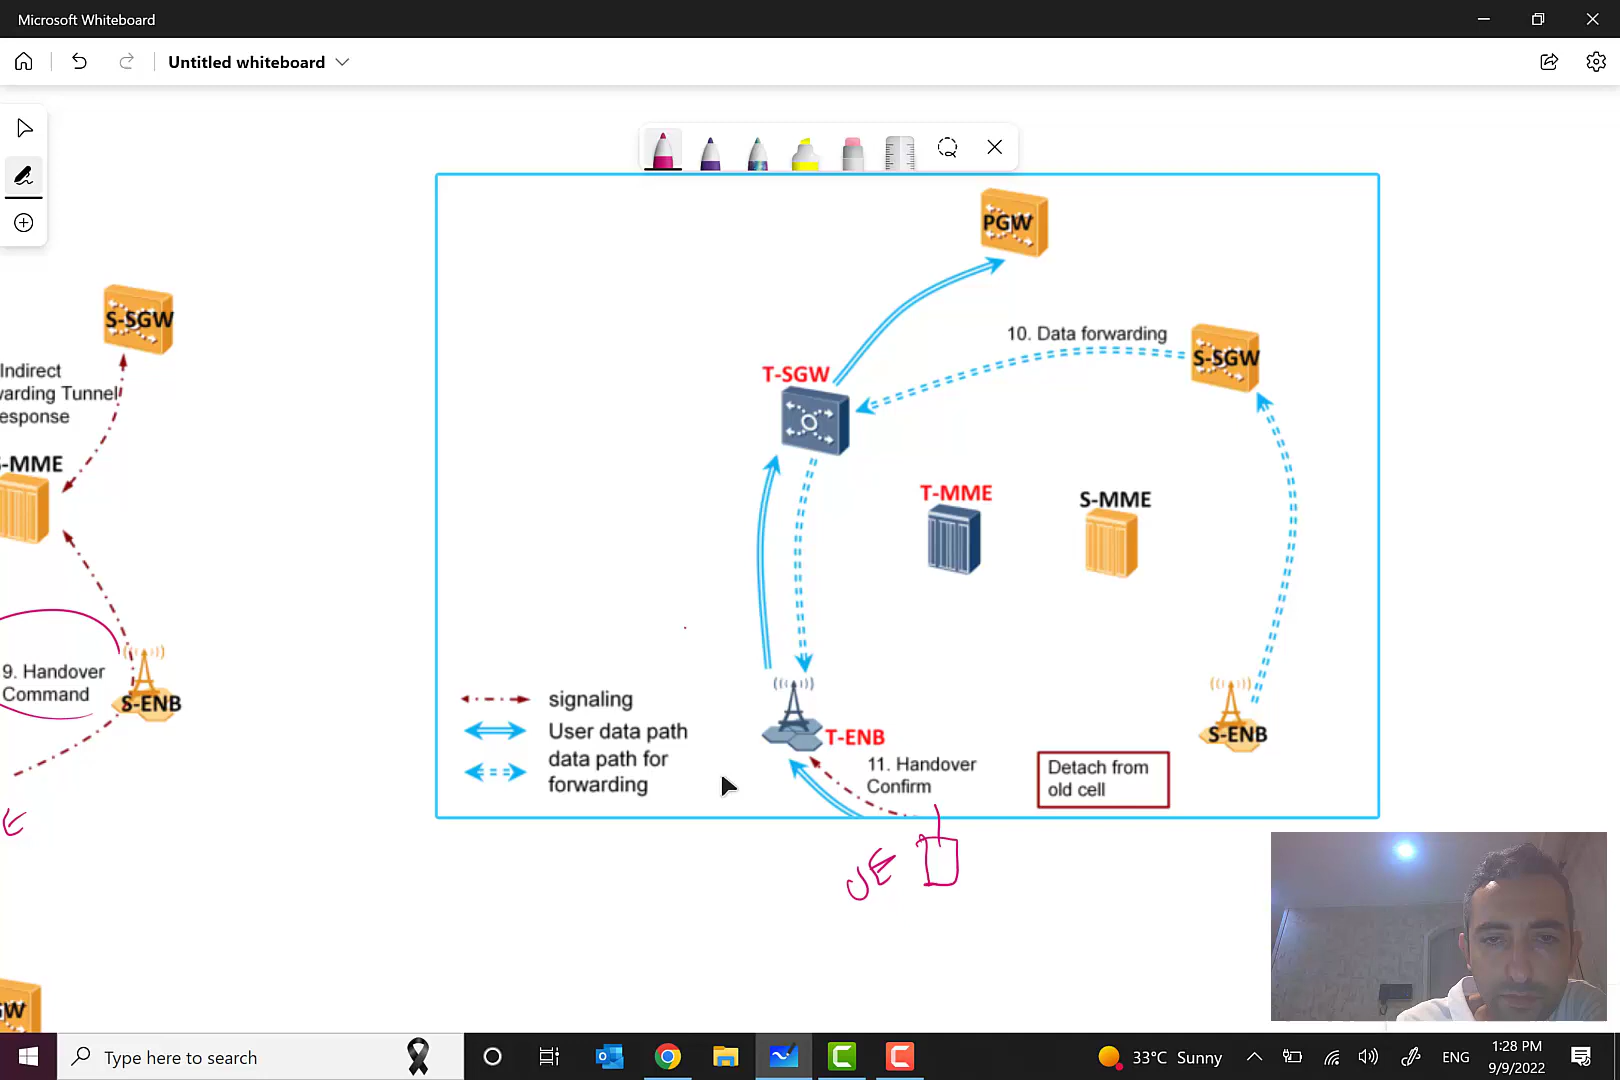 Microsoft Whiteboard
Untitled whiteboard
PGW
S-SGW
10. Data forwarding
S-SGW
Indirect
warding Tunnel
esponse
T-SGW
S-MME
T-MME
S-MME
9. Handover
Command
S-ENB
signaling
User data path
data path for
forwarding
T-ENB
S-ENB
11. Handover
Confirm
Detach from
old cell
E
UE
GW
Type here to search
33°C Sunny
ENG
1:28 PM
9/9/2022